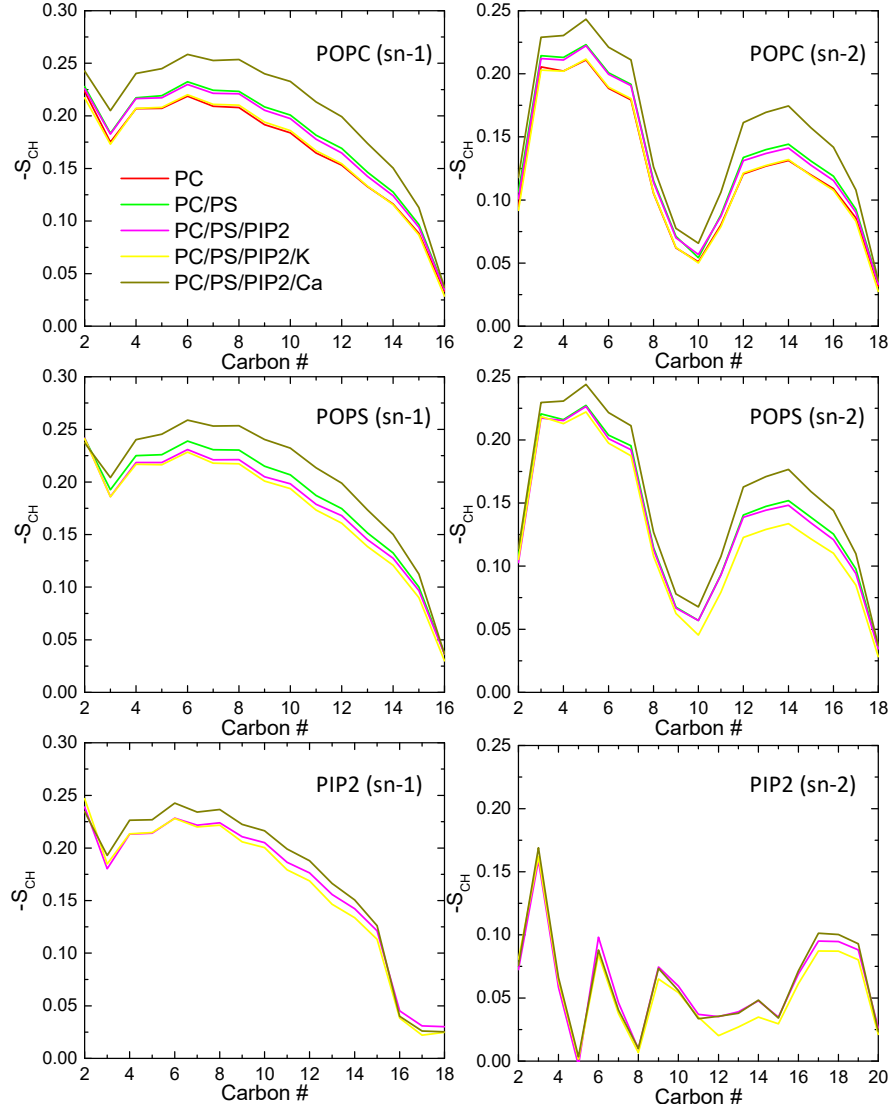 POPC (sn-1)
-S_CH
0.30
0.25
0.20
0.15
0.10
0.05
0.00
PC
PC/PS
PC/PS/PIP2
PC/PS/PIP2/K
PC/PS/PIP2/Ca
2 4 6 8 10 12 14 16
Carbon #
POPC (sn-2)
-S_CH
0.25
0.20
0.15
0.10
0.05
0.00
2 4 6 8 10 12 14 16 18
Carbon #
POPS (sn-1)
-S_CH
0.30
0.25
0.20
0.15
0.10
0.05
0.00
2 4 6 8 10 12 14 16
Carbon #
POPS (sn-2)
-S_CH
0.25
0.20
0.15
0.10
0.05
0.00
2 4 6 8 10 12 14 16 18
Carbon #
PIP2 (sn-1)
-S_CH
0.30
0.25
0.20
0.15
0.10
0.05
0.00
2 4 6 8 10 12 14 16 18
Carbon #
PIP2 (sn-2)
-S_CH
0.25
0.20
0.15
0.10
0.05
0.00
2 4 6 8 10 12 14 16 18 20
Carbon #